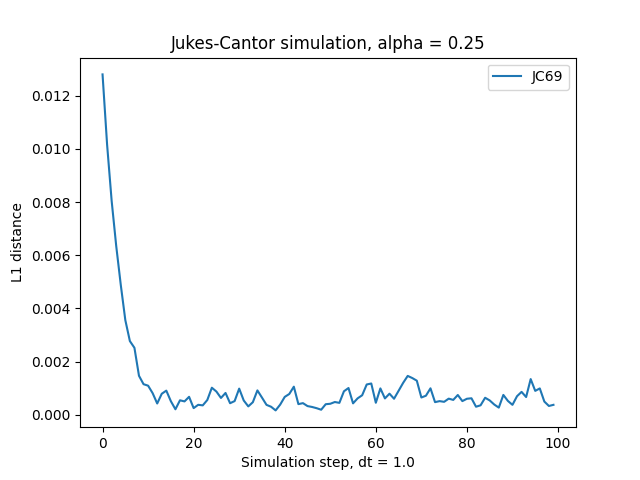 Jukes-Cantor simulation, alpha = 0.25
JC69
0.012
0.010
0.008
0.006
0.004
0.002
0.000
L1 distance
0 20 40 60 80 100
Simulation step, dt = 1.0